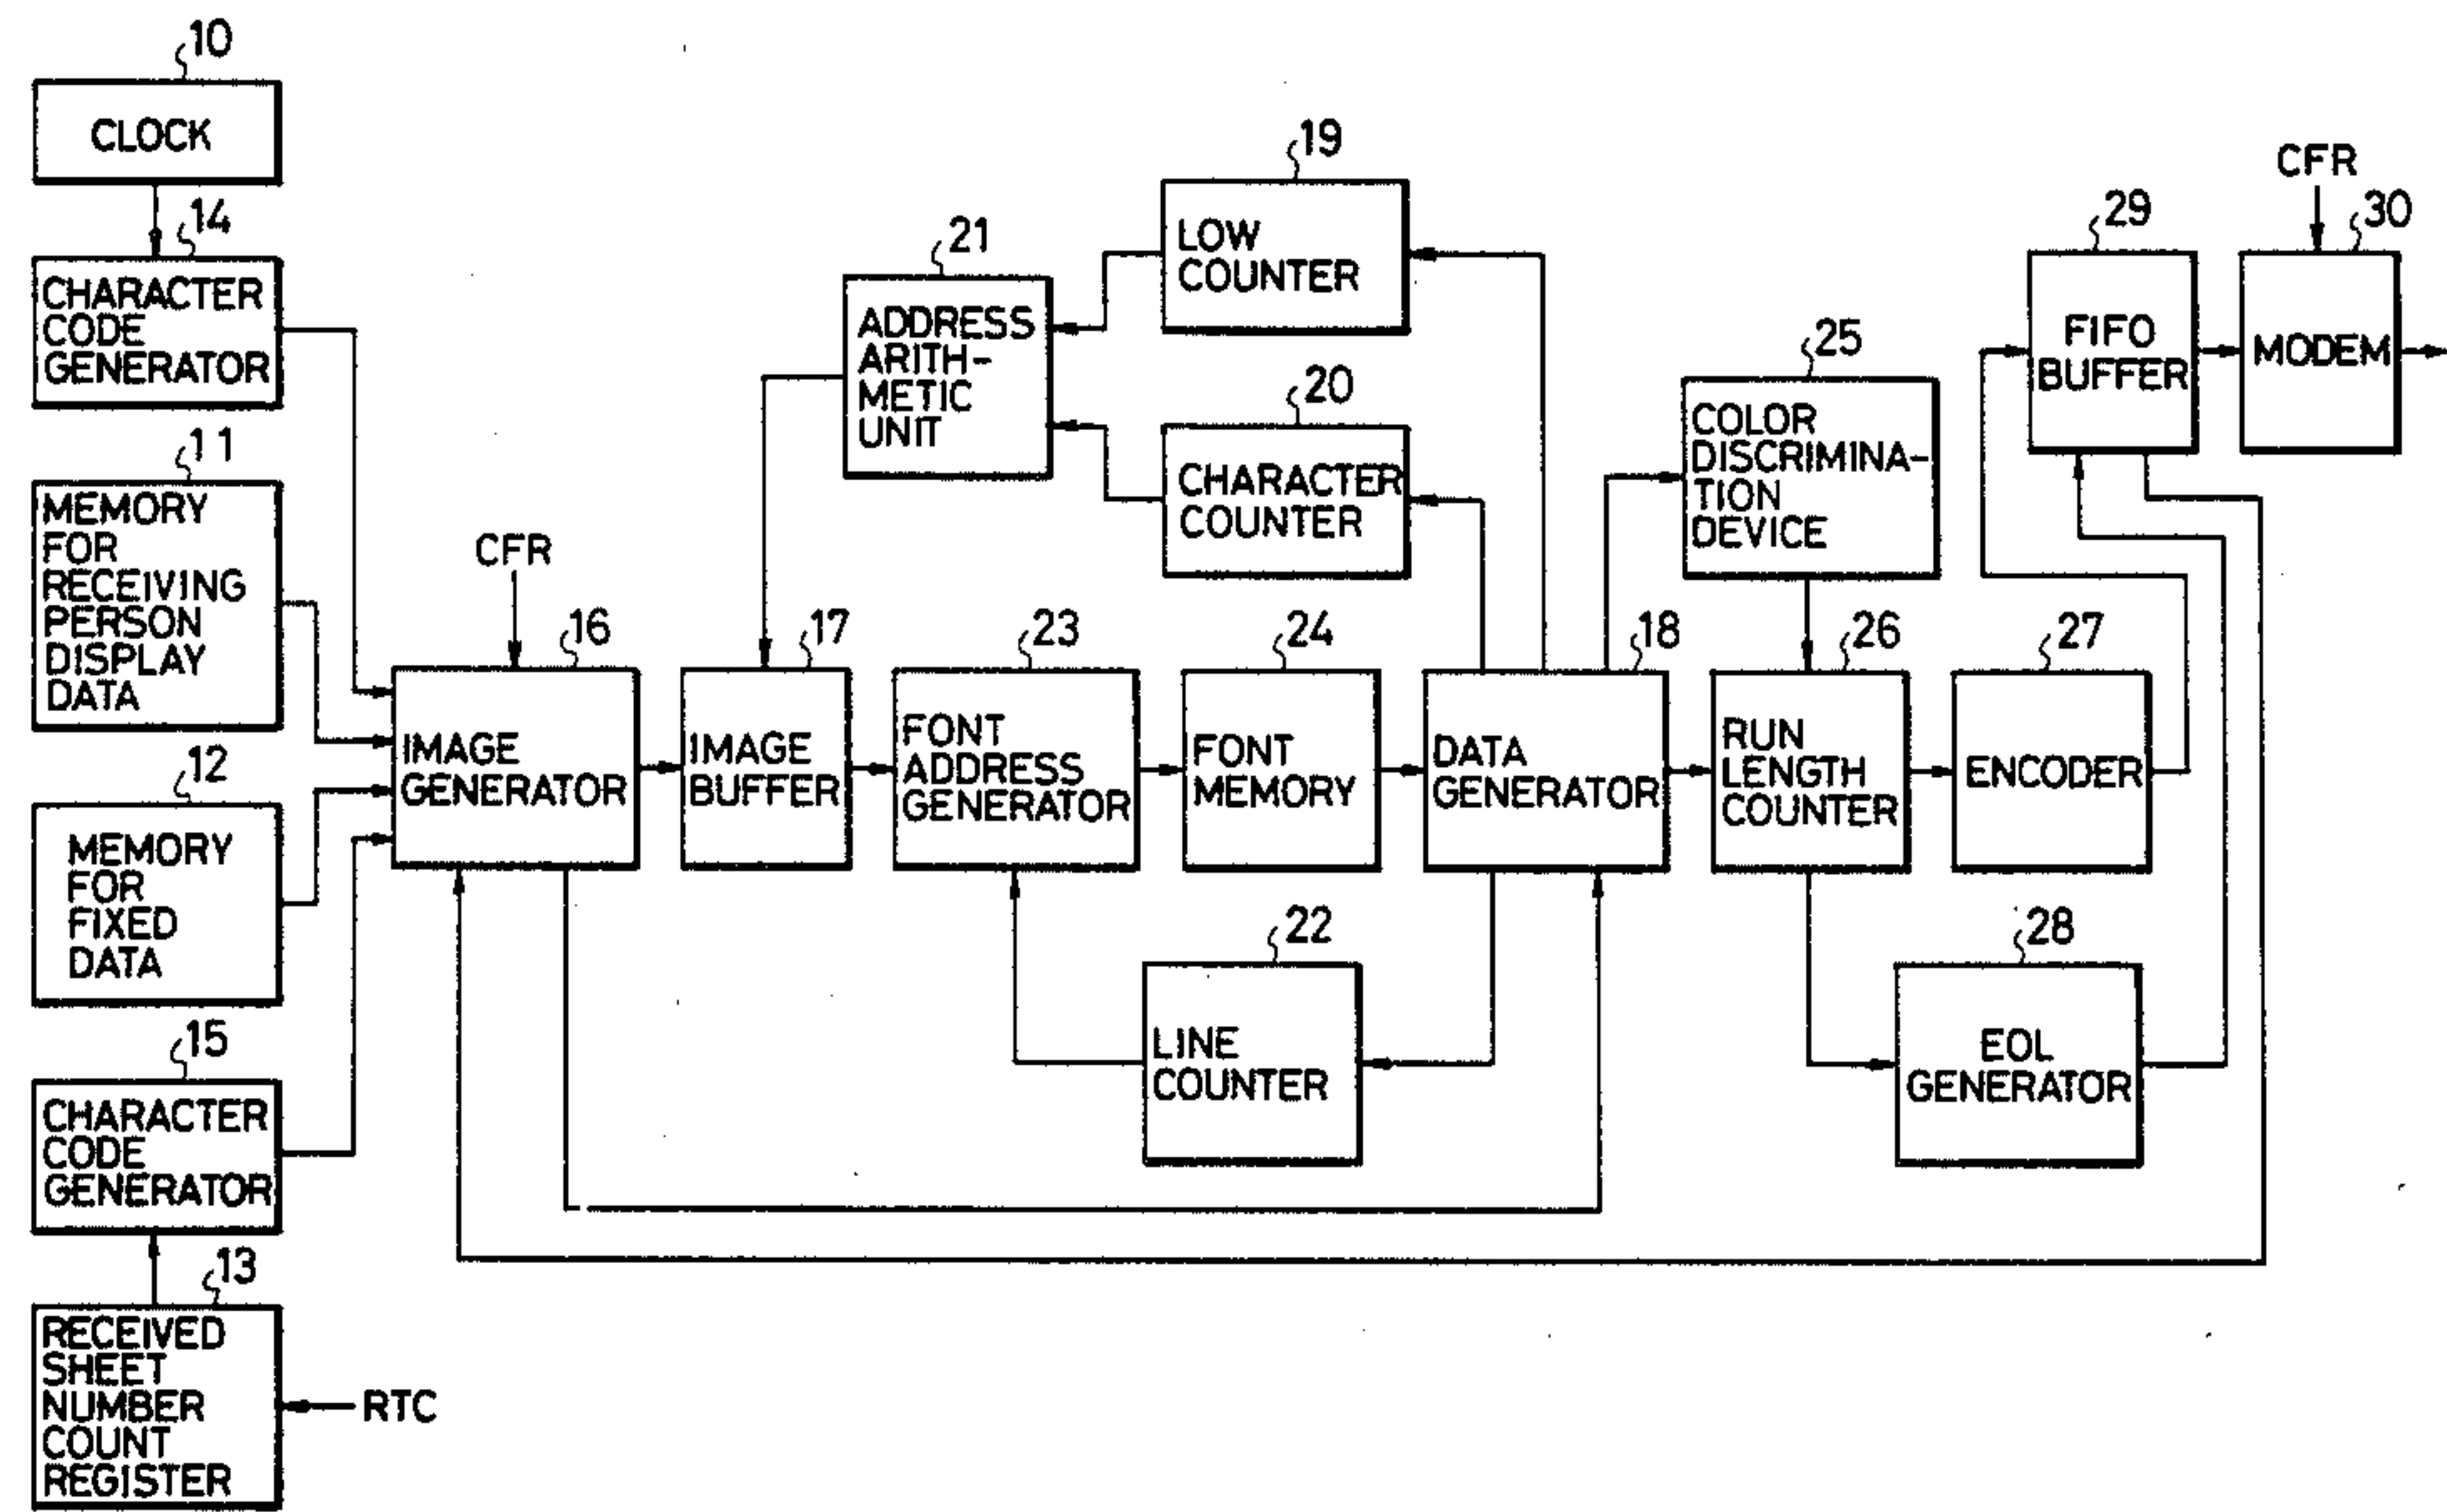 10
CLOCK
14
CHARACTER
CODE
GENERATOR
11
MEMORY
FOR
RECEIVING
PERSON
DISPLAY
DATA
12
MEMORY
FOR
FIXED
DATA
15
CHARACTER
CODE
GENERATOR
13
RECEIVED
SHEET
NUMBER
COUNT
REGISTER
RTC
CFR
16
IMAGE
GENERATOR
17
IMAGE
BUFFER
21
ADDRESS
ARITH-
METIC
UNIT
19
LOW
COUNTER
20
CHARACTER
COUNTER
23
FONT
ADDRESS
GENERATOR
24
FONT
MEMORY
18
DATA
GENERATOR
22
LINE
COUNTER
25
COLOR
DISCRIMINA-
TION
DEVICE
26
RUN
LENGTH
COUNTER
27
ENCODER
28
EOL
GENERATOR
29
FIFO
BUFFER
CFR
30
MODEM